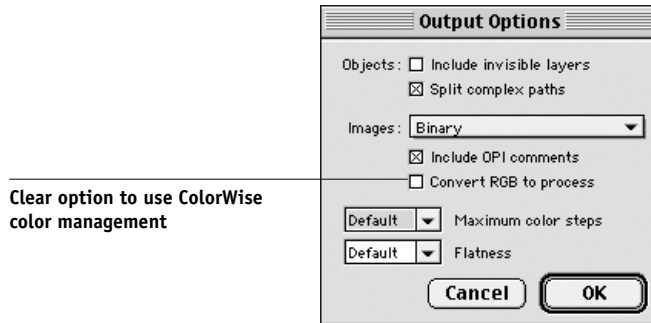 Output Options
Objects: Include invisible layers
Split complex paths
Images: Binary
Include OPI comments
Convert RGB to process
Clear option to use ColorWise
color management
Default Maximum color steps
Default Flatness
Cancel OK